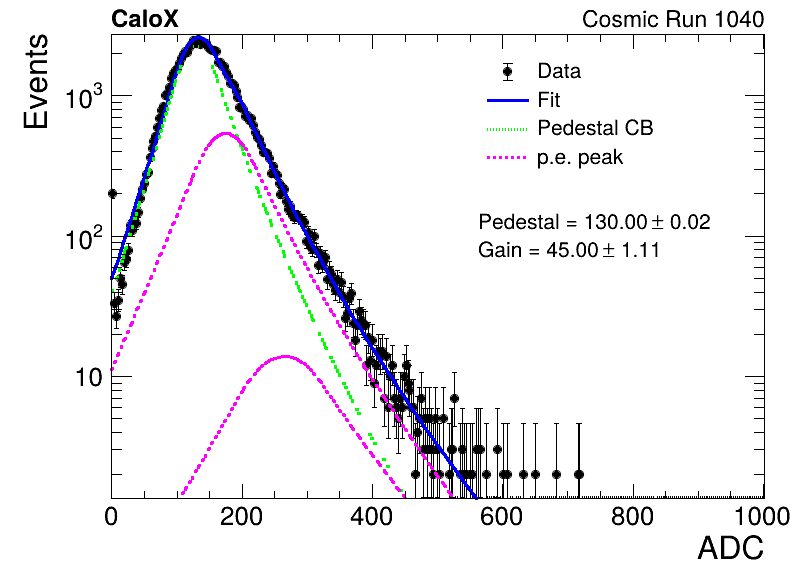 CaloX Cosmic Run 1040
Events
Data
Fit
Pedestal CB
p.e. peak
Pedestal = 130.00 ± 0.02
Gain = 45.00 ± 1.11
10³
10²
10
0 200 400 600 800 1000
ADC